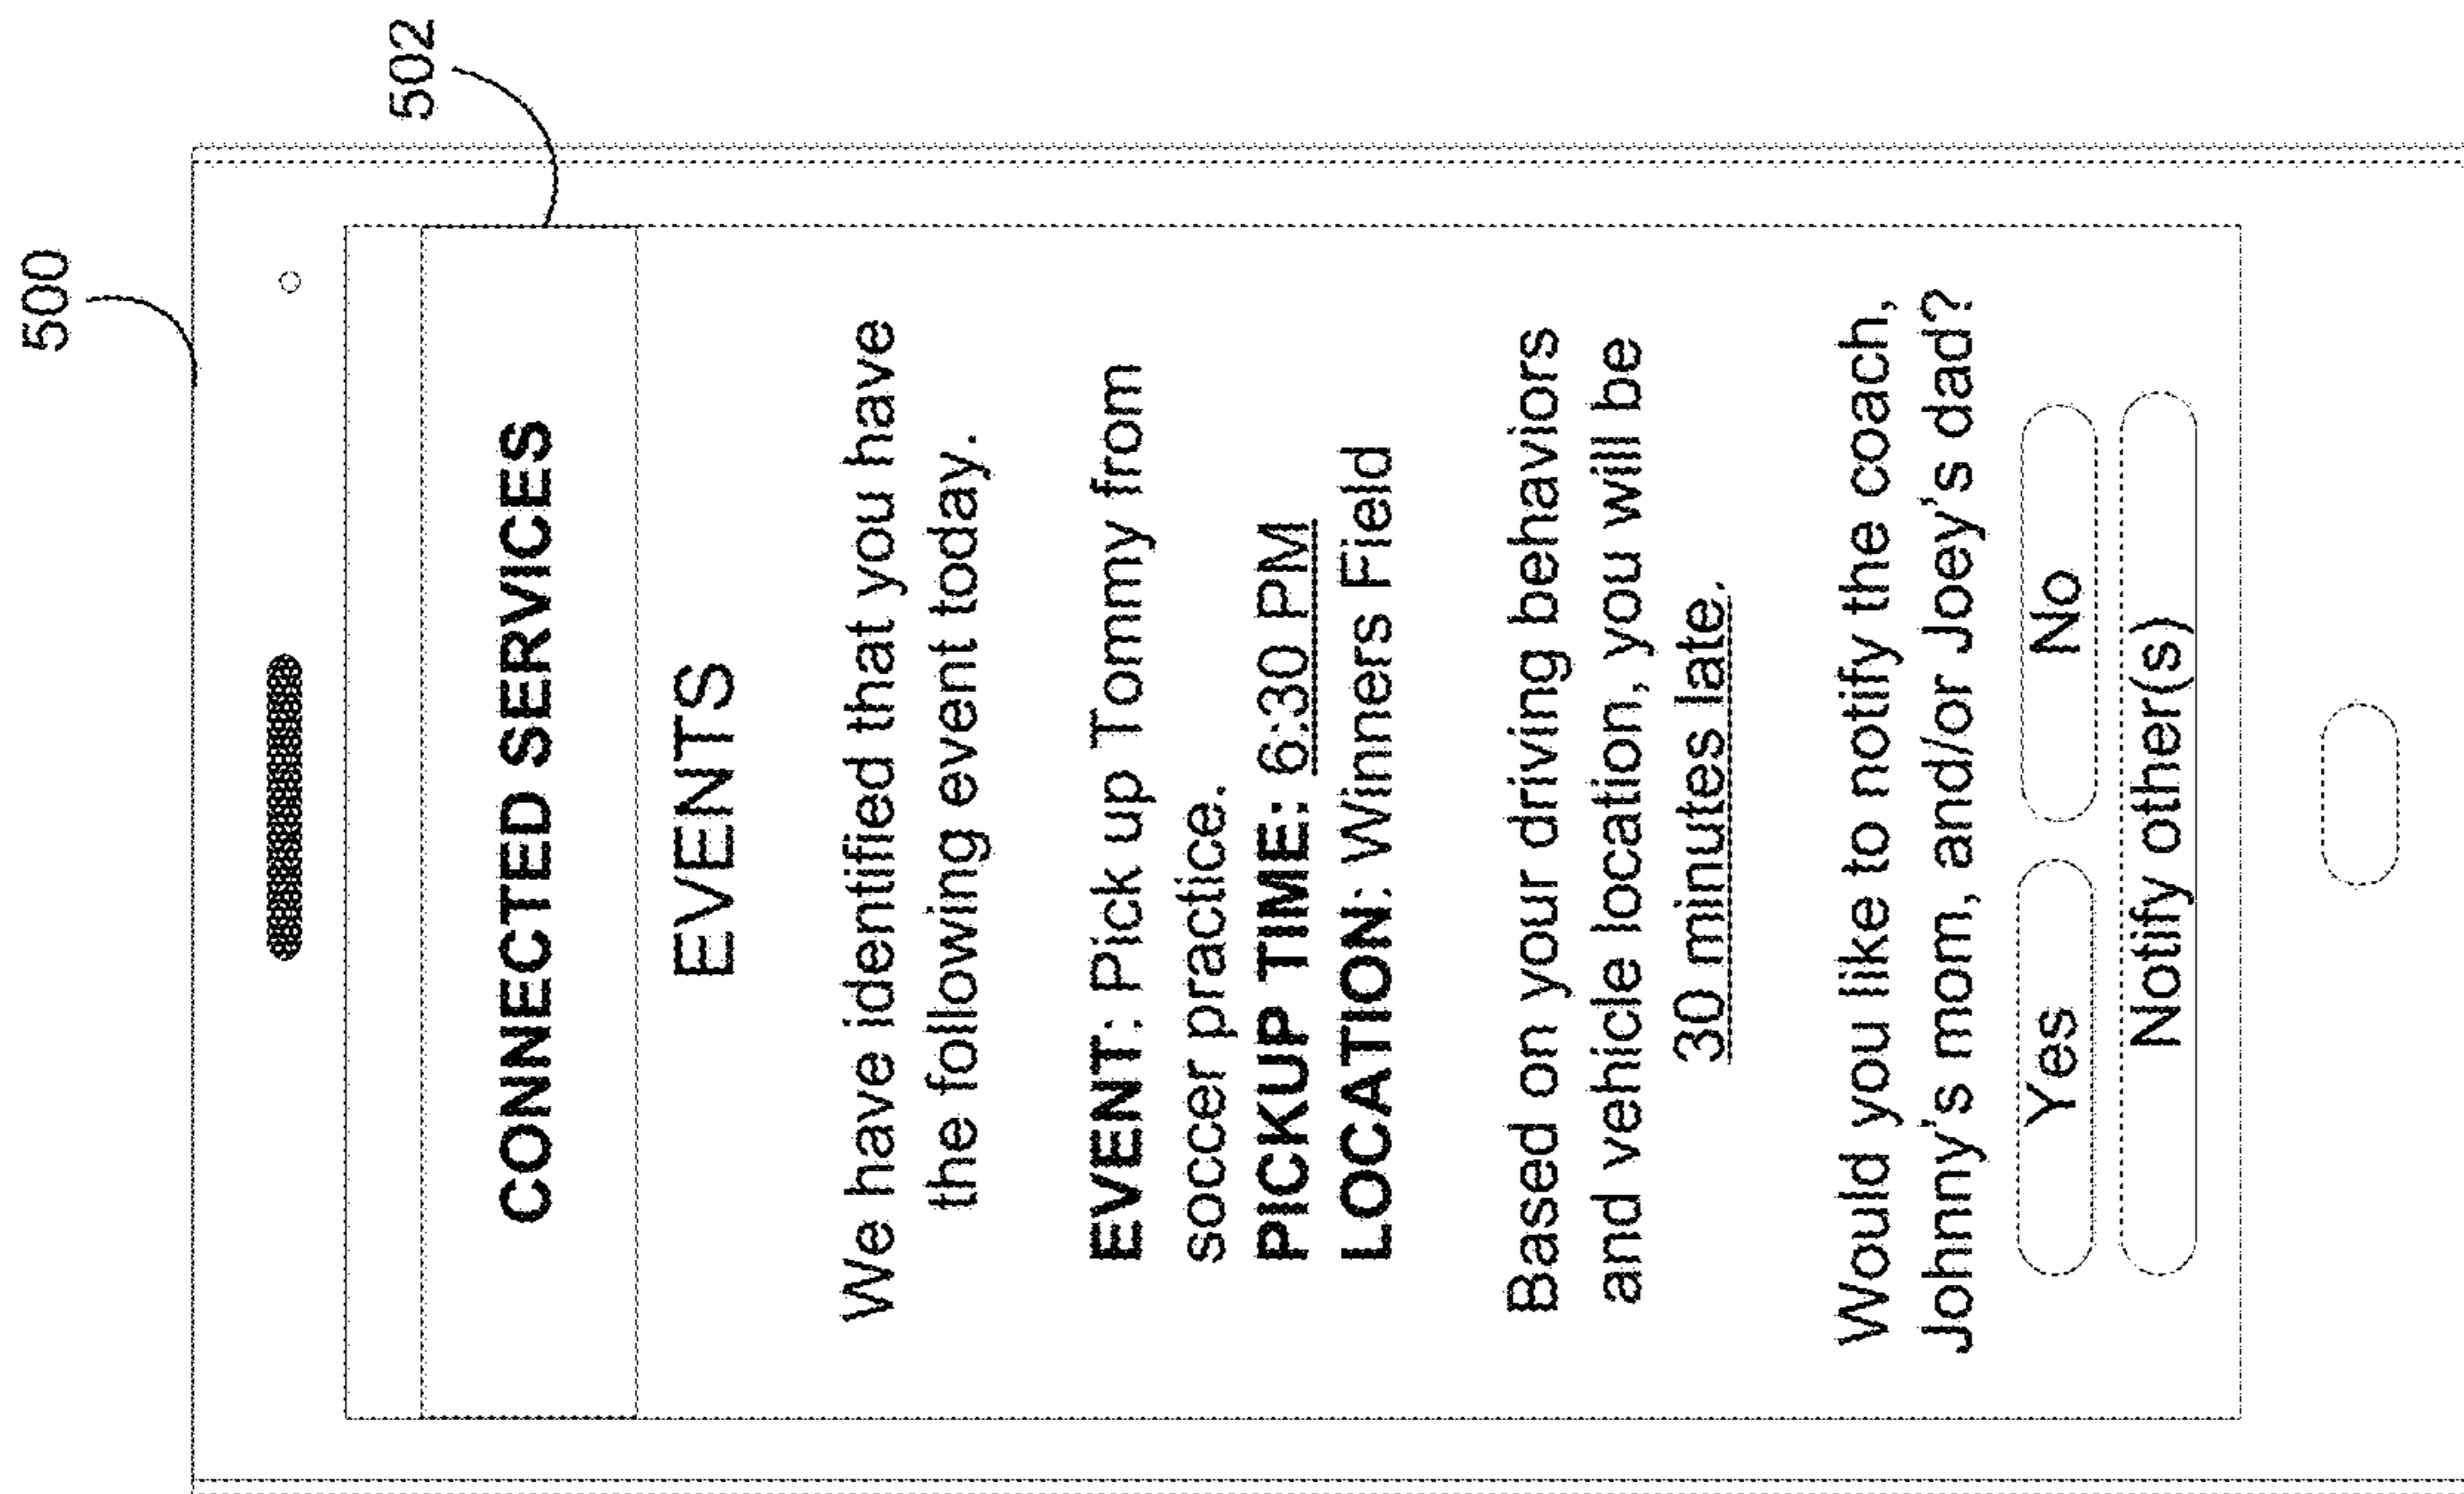 500
502
CONNECTED SERVICES
EVENTS
We have identified that you have
the following event today.
EVENT: Pick up Tommy from
soccer practice.
PICKUP TIME: 6:30 PM
LOCATION: Winners Field
Based on your driving behaviors
and vehicle location, you will be
30 minutes late.
Would you like to notify the coach,
Johnny's mom, and/or Joey's dad?
Yes No
Notify other(s)